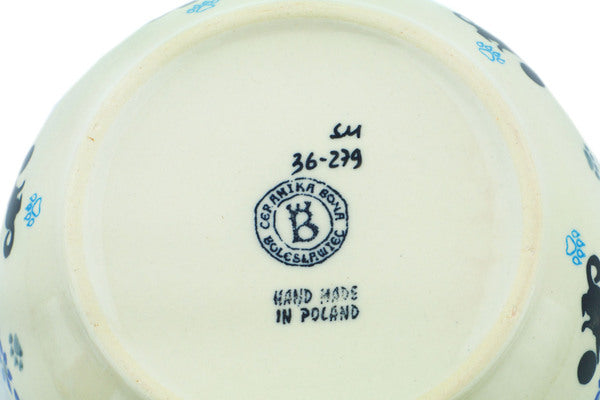 SM
36-279
CERAMIKA BONA
B
BOLESŁAWIEC
HAND MADE
IN POLAND